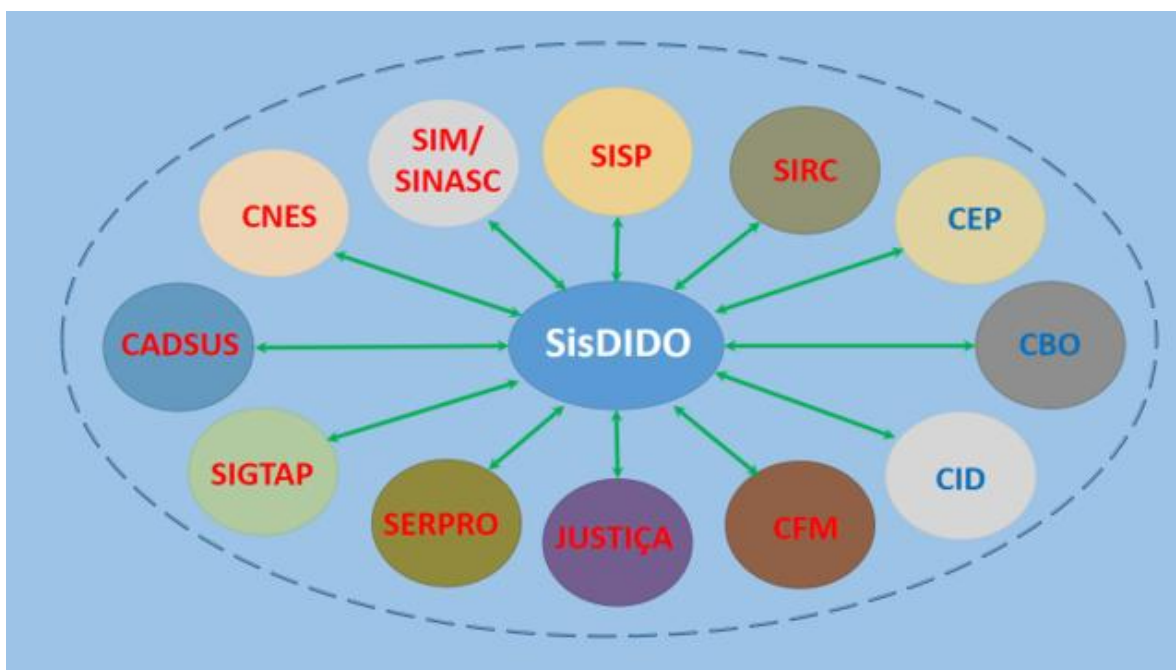 SIM/
SINASC
SISP
SIRC
CNES
CEP
CADSUS
SisDIDO
CBO
SIGTAP
CID
SERPRO
JUSTIÇA
CFM